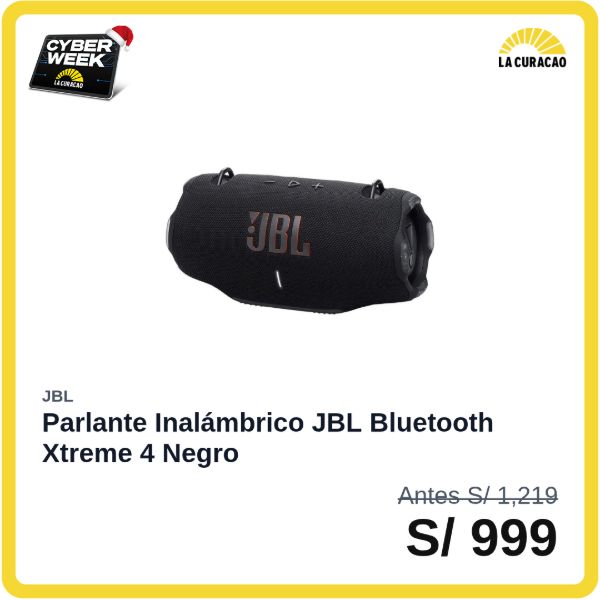 CYBER
WEEK
LA CURACAO
LA CURACAO
JBL
JBL
Parlante Inalámbrico JBL Bluetooth
Xtreme 4 Negro
Antes S/ 1,219
S/ 999